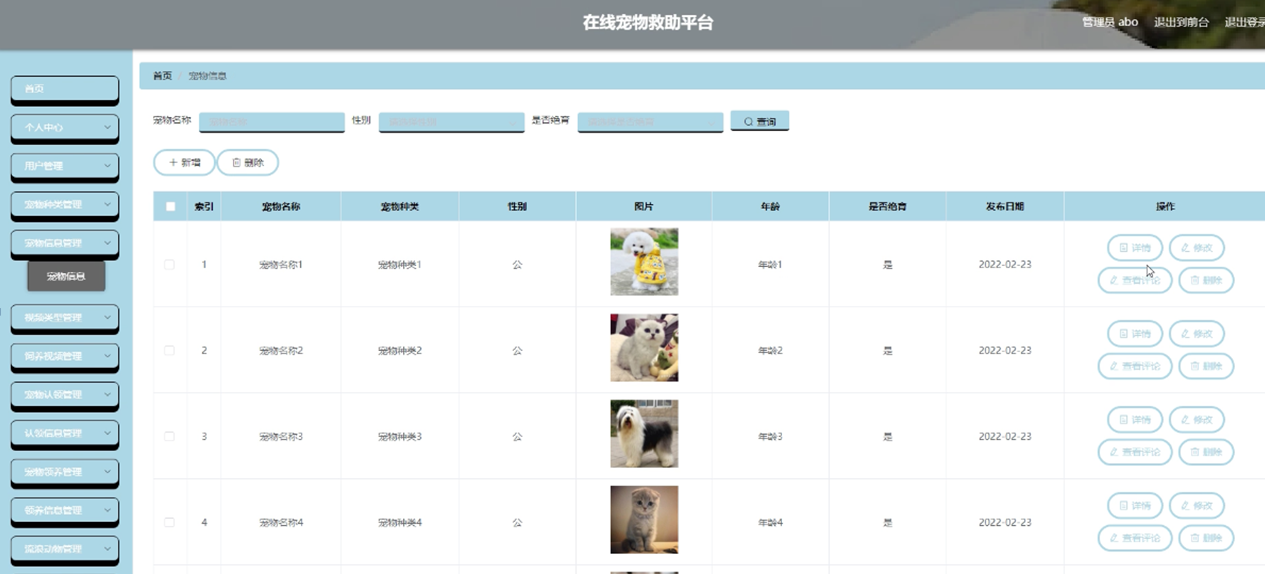 在线宠物救助平台
管理员 abo 退出到前台 退出登录
首页
个人中心
用户管理
宠物种类管理
宠物信息管理
宠物信息
视频类型管理
饲养视频管理
宠物认领管理
认领信息管理
宠物领养管理
领养信息管理
流浪动物管理
首页 宠物信息
宠物名称 性别 是否绝育 查询
+ 新增 删除
索引 宠物名称 宠物种类 性别 图片 年龄 是否绝育 发布日期 操作
1 宠物名称1 宠物种类1 公 年龄1 是 2022-02-23 详情 修改
查看评论 删除
2 宠物名称2 宠物种类2 公 年龄2 是 2022-02-23 详情 修改
查看评论 删除
3 宠物名称3 宠物种类3 公 年龄3 是 2022-02-23 详情 修改
查看评论 删除
4 宠物名称4 宠物种类4 公 年龄4 是 2022-02-23 详情 修改
查看评论 删除